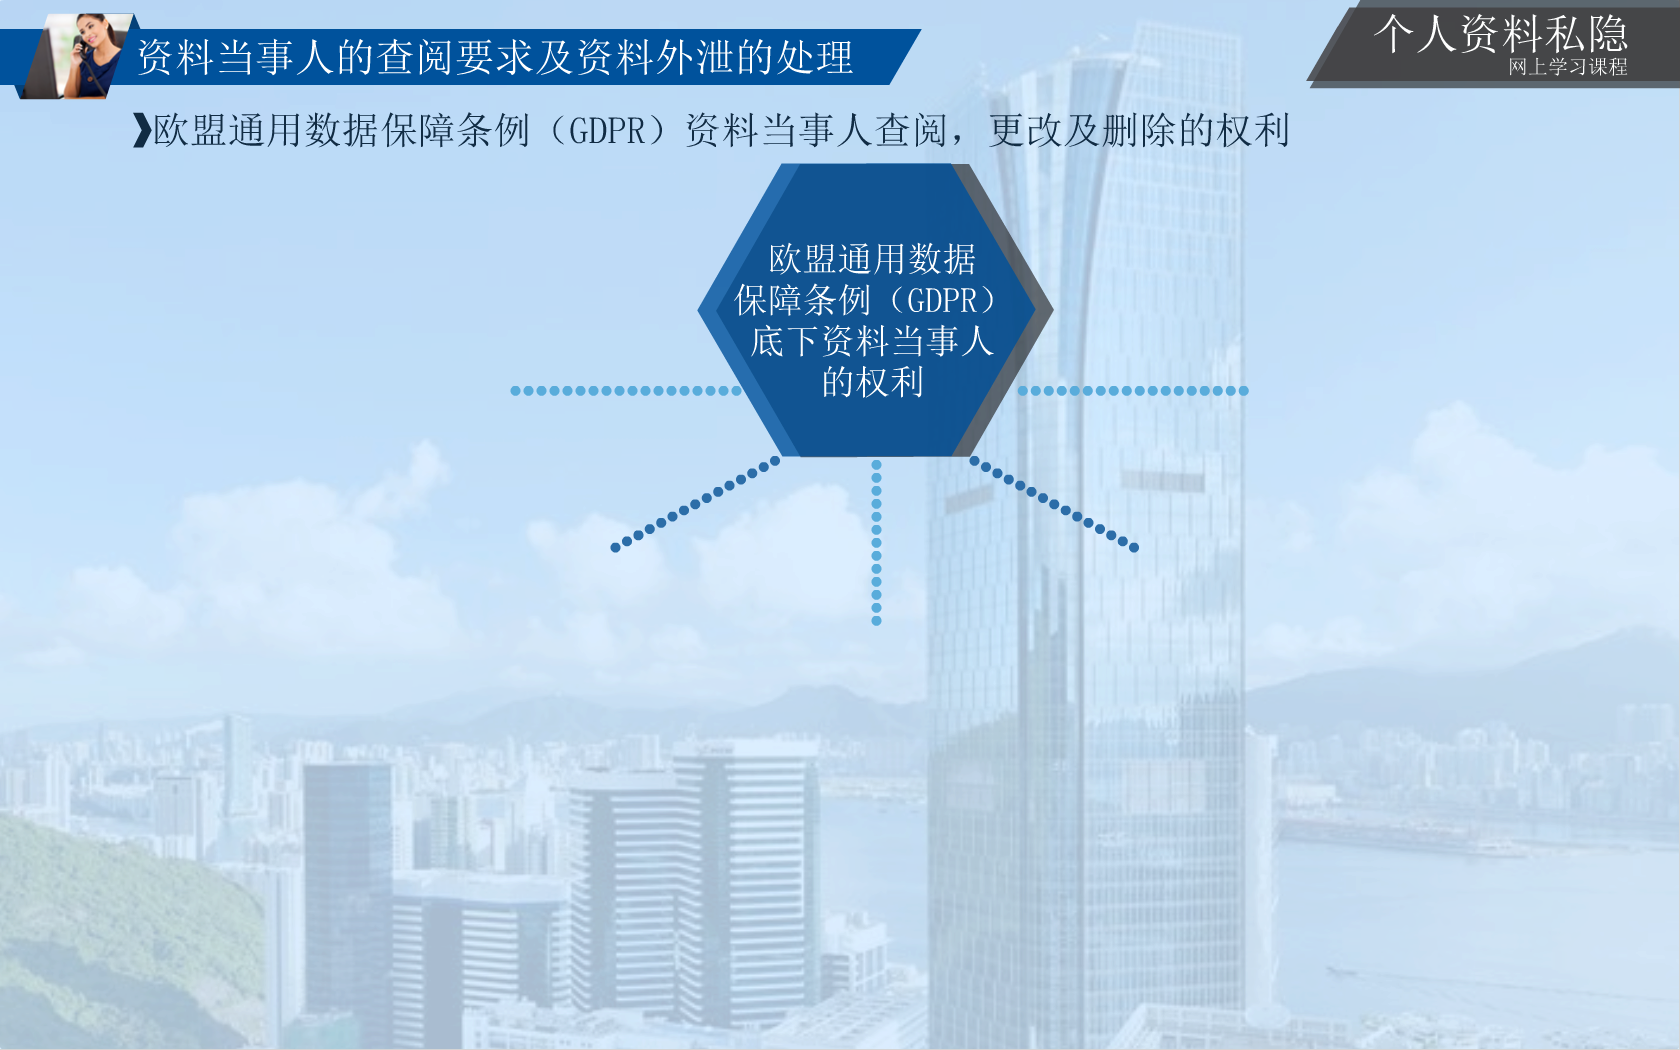 资料当事人的查阅要求及资料外泄的处理
个人资料私隐
网上学习课程
欧盟通用数据保障条例（GDPR）资料当事人查阅，更改及删除的权利
欧盟通用数据
保障条例（GDPR）
底下资料当事人
的权利